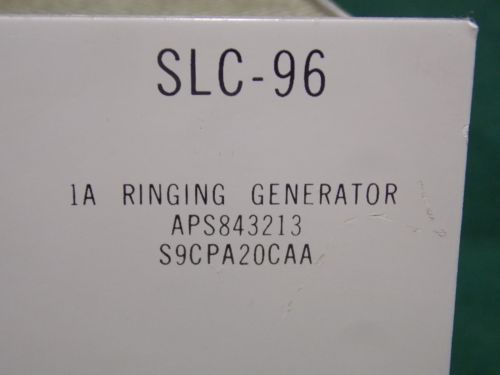 SLC-96
1A RINGING GENERATOR
APS843213
S9CPA20CAA